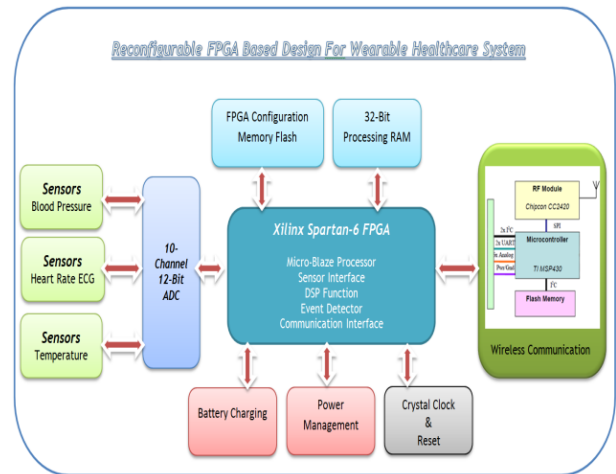 Reconfigurable FPGA Based Design For Wearable Healthcare System
FPGA Configuration
Memory Flash
32-Bit
Processing RAM
Sensors
Blood Pressure
Sensors
Heart Rate ECG
Sensors
Temperature
10-
Channel
12-Bit
ADC
Xilinx Spartan-6 FPGA
Micro-Blaze Processor
Sensor Interface
DSP Function
Event Detector
Communication Interface
RF Module
Chipcon CC2420
SPI
2x I²C
2x UART
Analog
Microcontroller
TI MSP430
I²C
Flash Memory
Wireless Communication
Battery Charging
Power
Management
Crystal Clock
&
Reset